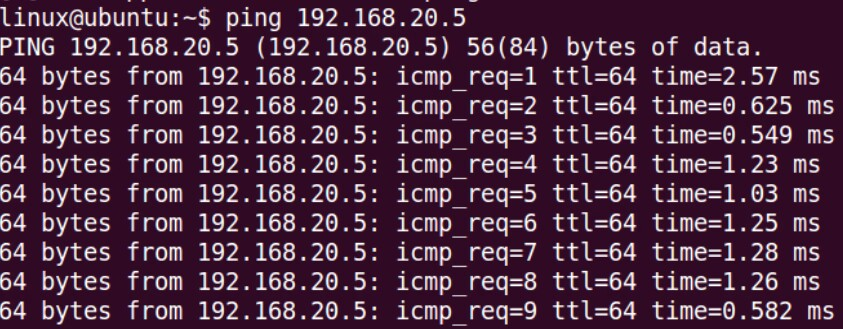 linux@ubuntu:~$ ping 192.168.20.5
PING 192.168.20.5 (192.168.20.5) 56(84) bytes of data.
64 bytes from 192.168.20.5: icmp_req=1 ttl=64 time=2.57 ms
64 bytes from 192.168.20.5: icmp_req=2 ttl=64 time=0.625 ms
64 bytes from 192.168.20.5: icmp_req=3 ttl=64 time=0.549 ms
64 bytes from 192.168.20.5: icmp_req=4 ttl=64 time=1.23 ms
64 bytes from 192.168.20.5: icmp_req=5 ttl=64 time=1.03 ms
64 bytes from 192.168.20.5: icmp_req=6 ttl=64 time=1.25 ms
64 bytes from 192.168.20.5: icmp_req=7 ttl=64 time=1.28 ms
64 bytes from 192.168.20.5: icmp_req=8 ttl=64 time=1.26 ms
64 bytes from 192.168.20.5: icmp_req=9 ttl=64 time=0.582 ms